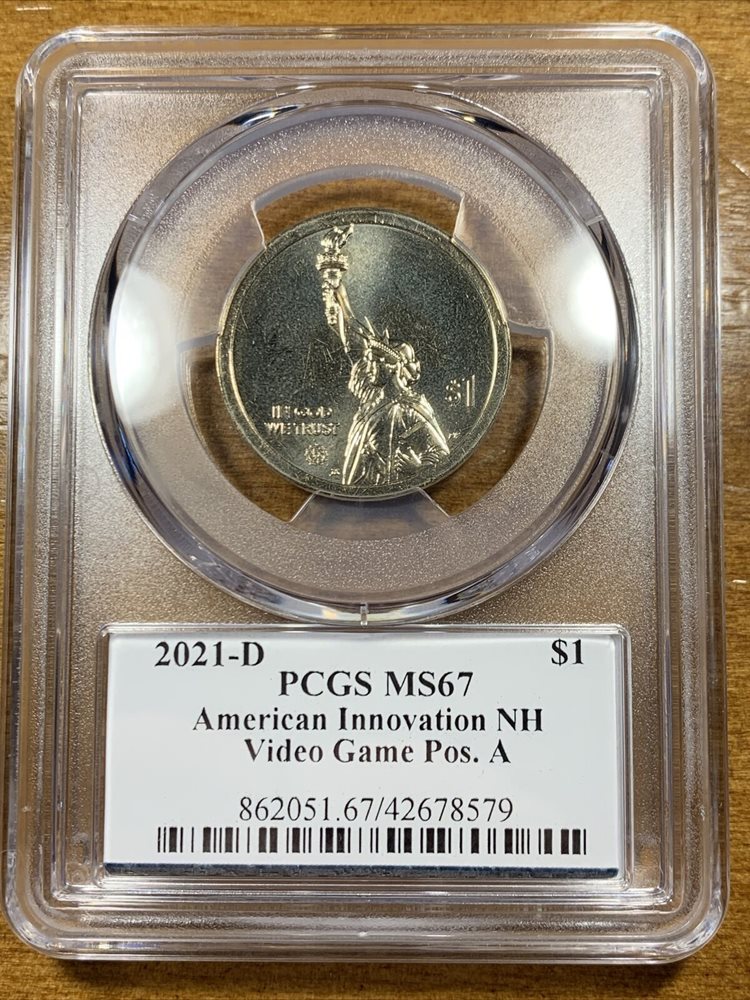 $1
IN GOD
WE TRUST
2021-D $1
PCGS MS67
American Innovation NH
Video Game Pos. A
862051.67/42678579